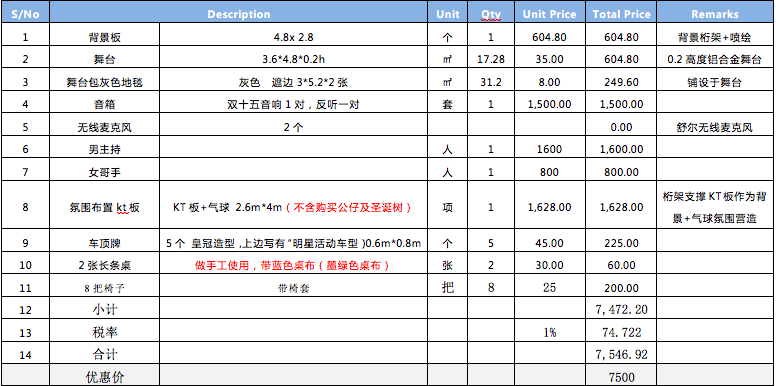 S/No Description Unit Qty Unit Price Total Price Remarks
1 背景板 4.8x 2.8 个 1 604.80 604.80 背景桁架+喷绘
2 舞台 3.6*4.8*0.2h ㎡ 17.28 35.00 604.80 0.2 高度铝合金舞台
3 舞台包灰色地毯 灰色 遮边 3*5.2*2 张 ㎡ 31.2 8.00 249.60 铺设于舞台
4 音箱 双十五音响 1 对，反听一对 套 1 1,500.00 1,500.00
5 无线麦克风 2 个 0.00 舒尔无线麦克风
6 男主持 人 1 1600 1,600.00
7 女哥手 人 1 800 800.00
8 氛围布置 kt 板 KT 板+气球 2.6m*4m（不含购买公仔及圣诞树） 项 1 1,628.00 1,628.00 桁架支撑 KT 板作为背
景+气球氛围营造
9 车顶牌 5 个 皇冠造型，上边写有"明星活动车型）0.6m*0.8m 个 5 45.00 225.00
10 2 张长条桌 做手工使用，带蓝色桌布（墨绿色桌布） 张 2 30.00 60.00
11 8 把椅子 带椅套 把 8 25 200.00
12 小计 7,472.20
13 税率 1% 74.722
14 合计 7,546.92
优惠价 7500